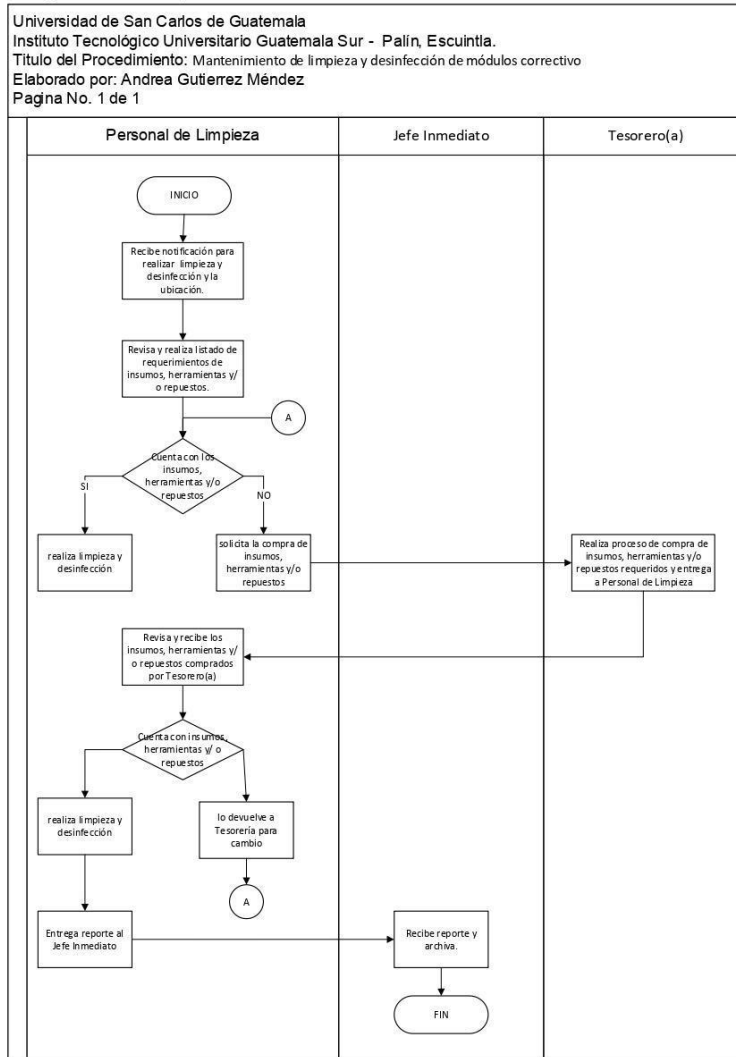 Universidad de San Carlos de Guatemala
Instituto Tecnológico Universitario Guatemala Sur - Palín, Escuintla.
Titulo del Procedimiento: Mantenimiento de limpieza y desinfección de módulos correctivo
Elaborado por: Andrea Gutierrez Méndez
Pagina No. 1 de 1
Personal de Limpieza
Jefe Inmediato
Tesorero(a)
INICIO
Recibe notificación para
realizar limpieza y
desinfección y la
ubicación.
Revisa y realiza listado de
requerimientos de
insumos, herramientas y/
o repuestos.
A
Cuenta con los
insumos,
herramientas y/o
repuestos
SI
NO
realiza limpieza y
desinfección
solicita la compra de
insumos,
herramientas y/o
repuestos
Realiza proceso de compra de
insumos, herramientas y/o
repuestos requeridos y entrega
a Personal de Limpieza
Revisa y recibe los
insumos, herramientas y/
o repuestos comprados
por Tesorero(a)
Cuenta con insumos,
herramientas y/ o
repuestos
realiza limpieza y
desinfección
lo devuelve a
Tesorería para
cambio
A
Entrega reporte al
Jefe Inmediato
Recibe reporte y
archiva.
FIN